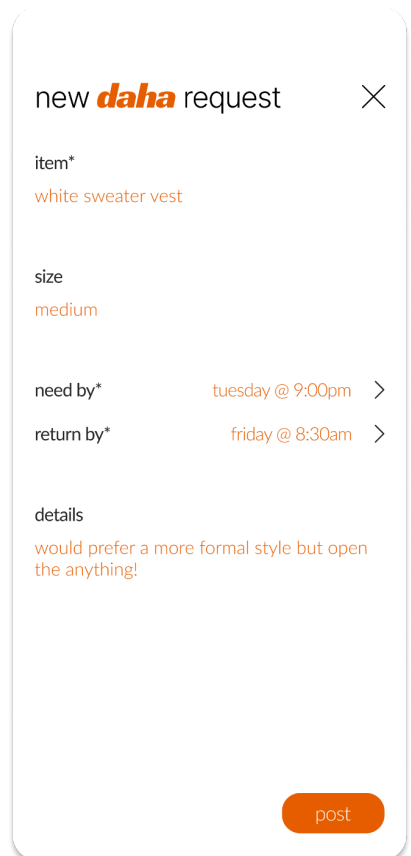 new daha request
item*
white sweater vest
size
medium
need by* tuesday @ 9:00pm
return by* friday @ 8:30am
details
would prefer a more formal style but open
the anything!
post